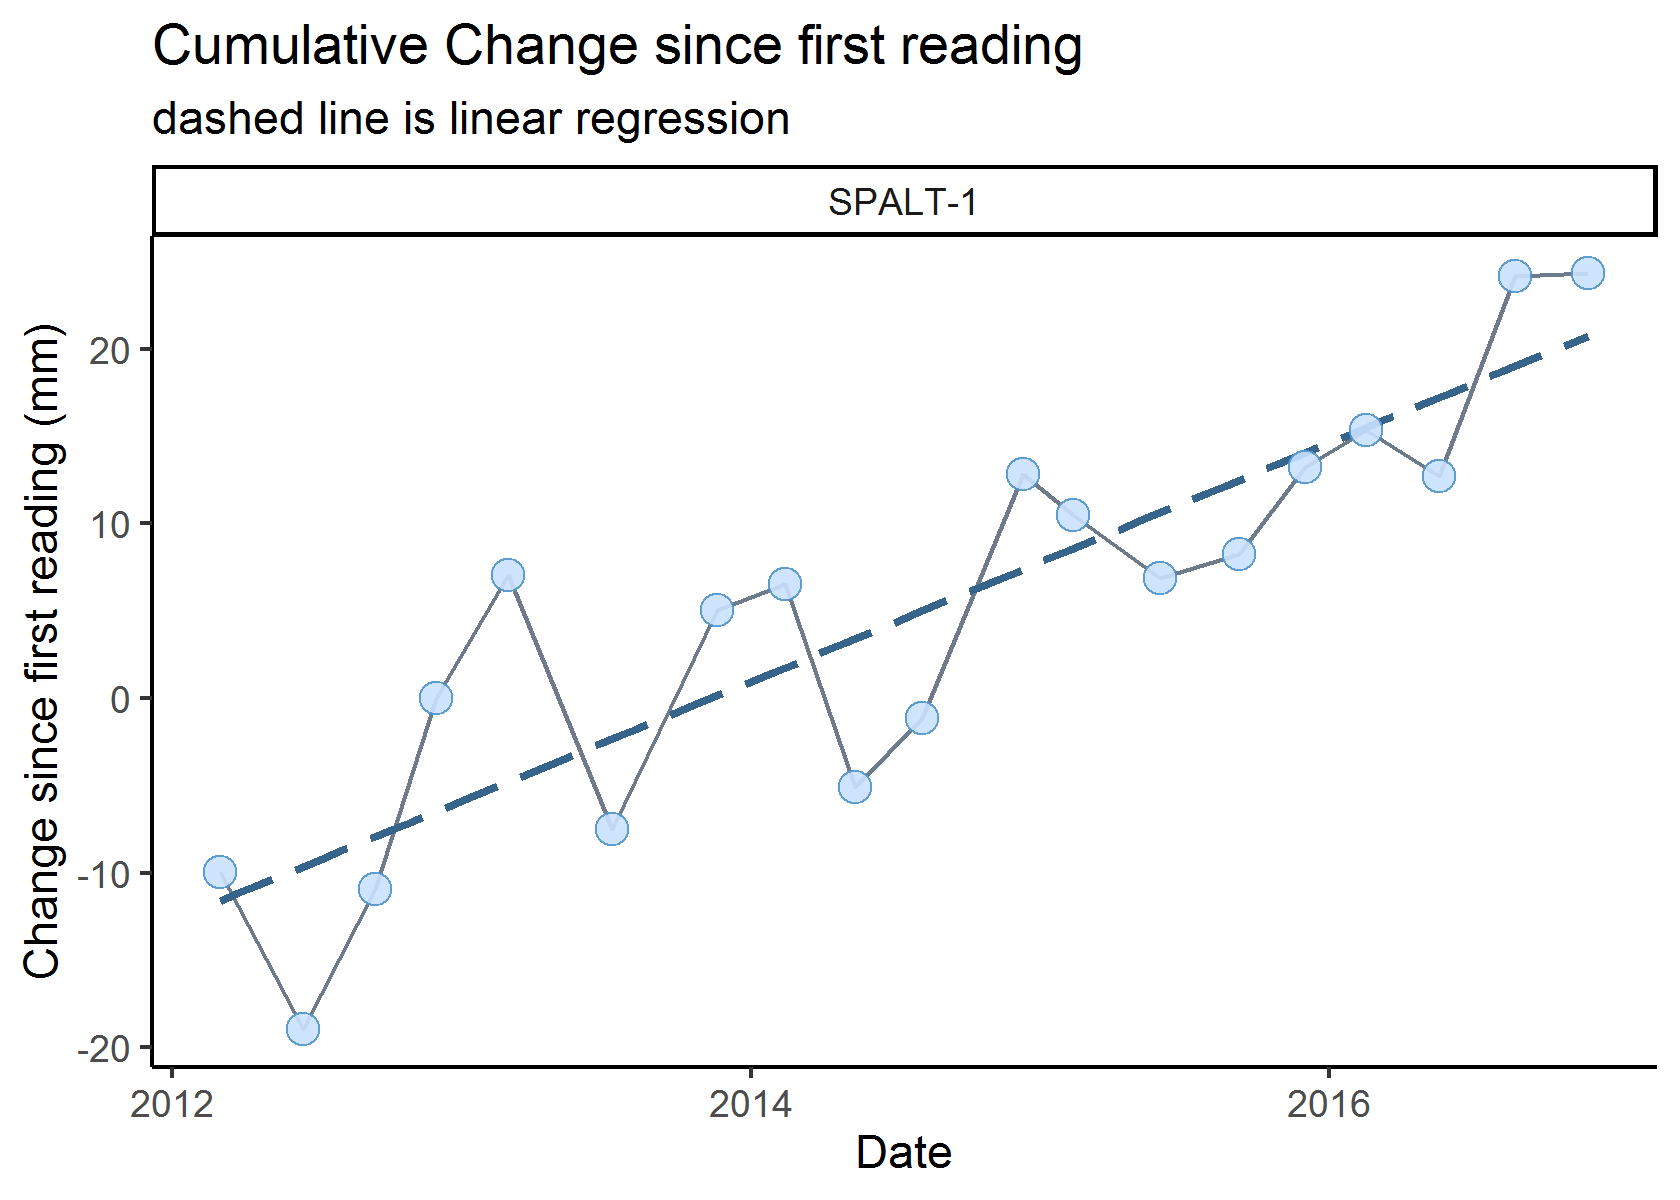 Cumulative Change since first reading
dashed line is linear regression
SPALT-1
Change since first reading (mm)
20
10
0
-10
-20
2012
2014
2016
Date